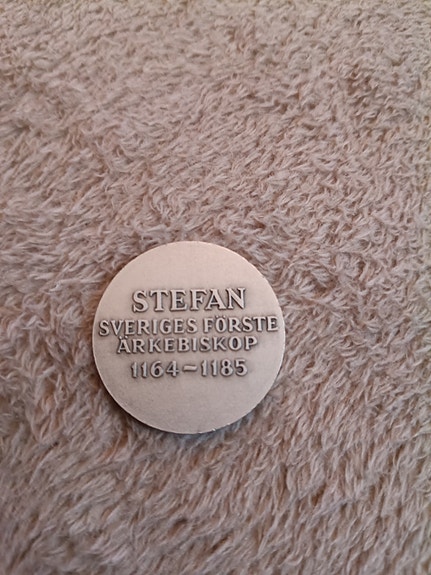 STEFAN
SVERIGES FÖRSTE
ÄRKEBISKOP
1164~1185